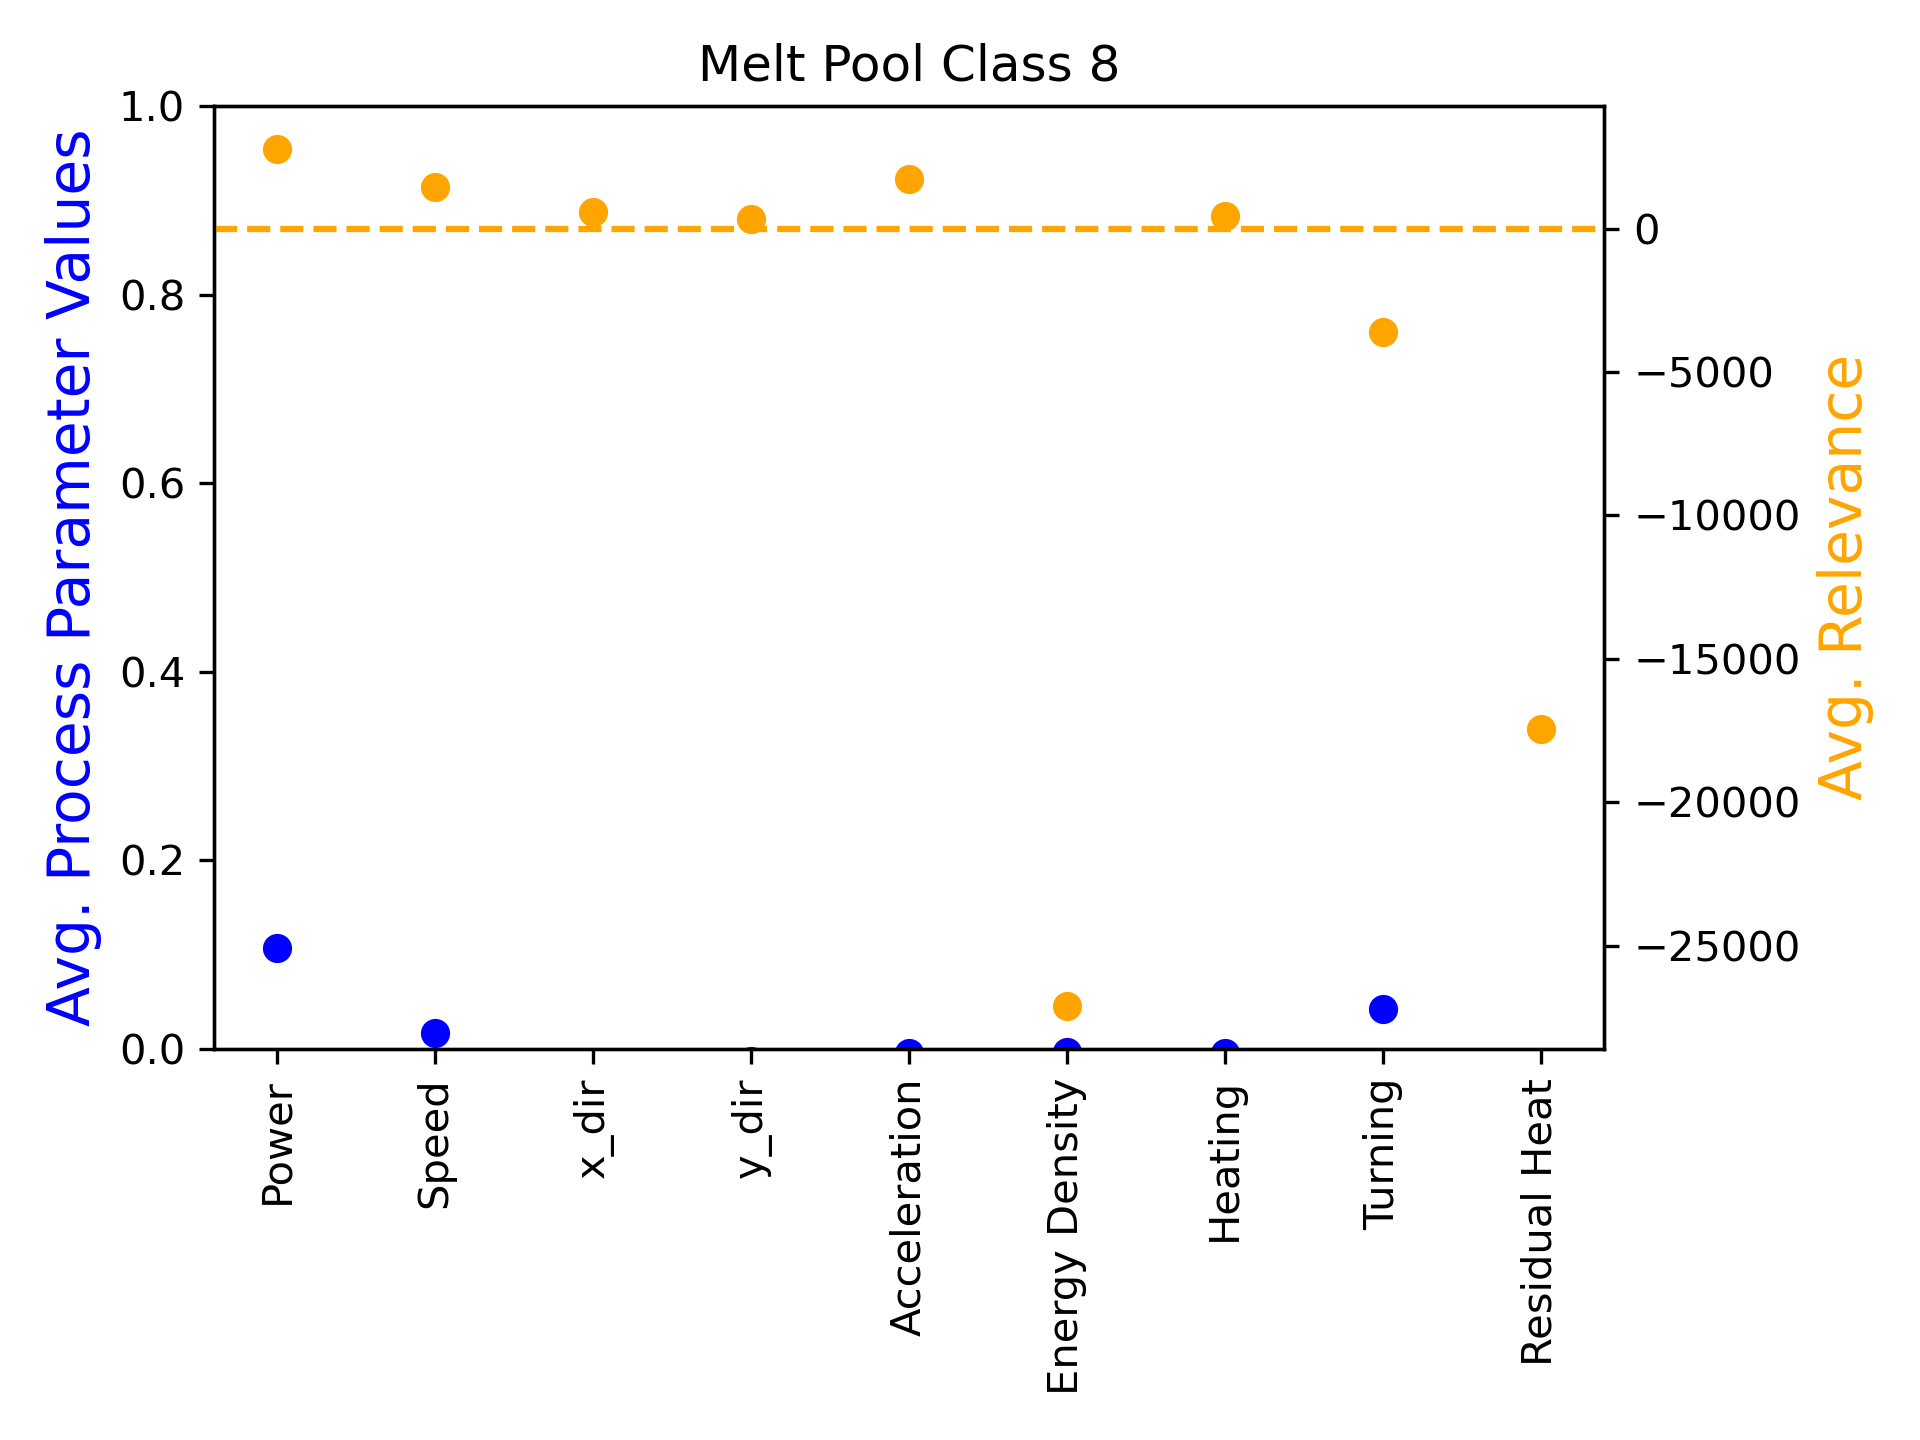 Melt Pool Class 8
Avg. Process Parameter Values
1.0
0.8
0.6
0.4
0.2
0.0
0
−5000
−10000
−15000
−20000
−25000
Avg. Relevance
Power
Speed
x_dir
y_dir
Acceleration
Energy Density
Heating
Turning
Residual Heat